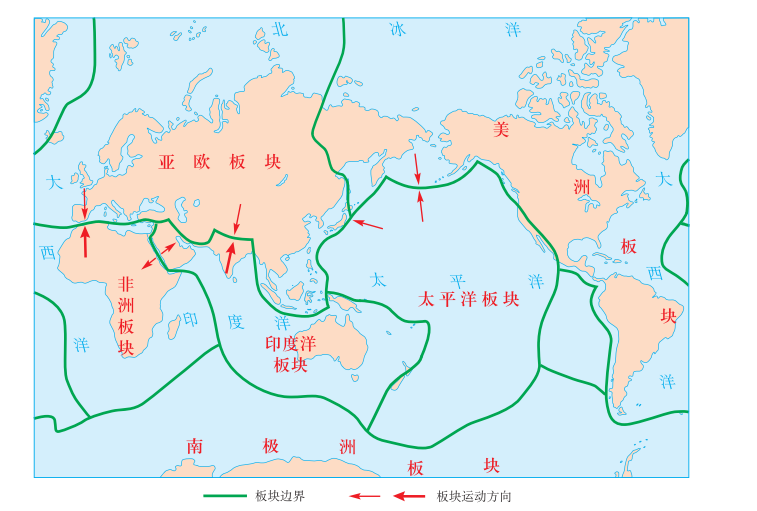 北 冰 洋
美
亚 欧 板 块
大
洲
大
西
板
西
非洲板块
太 平 洋
太平洋板块
印 度 洋
块
洋
印度洋
板块
洋
南 极 洲
板 块
板块边界
板块运动方向